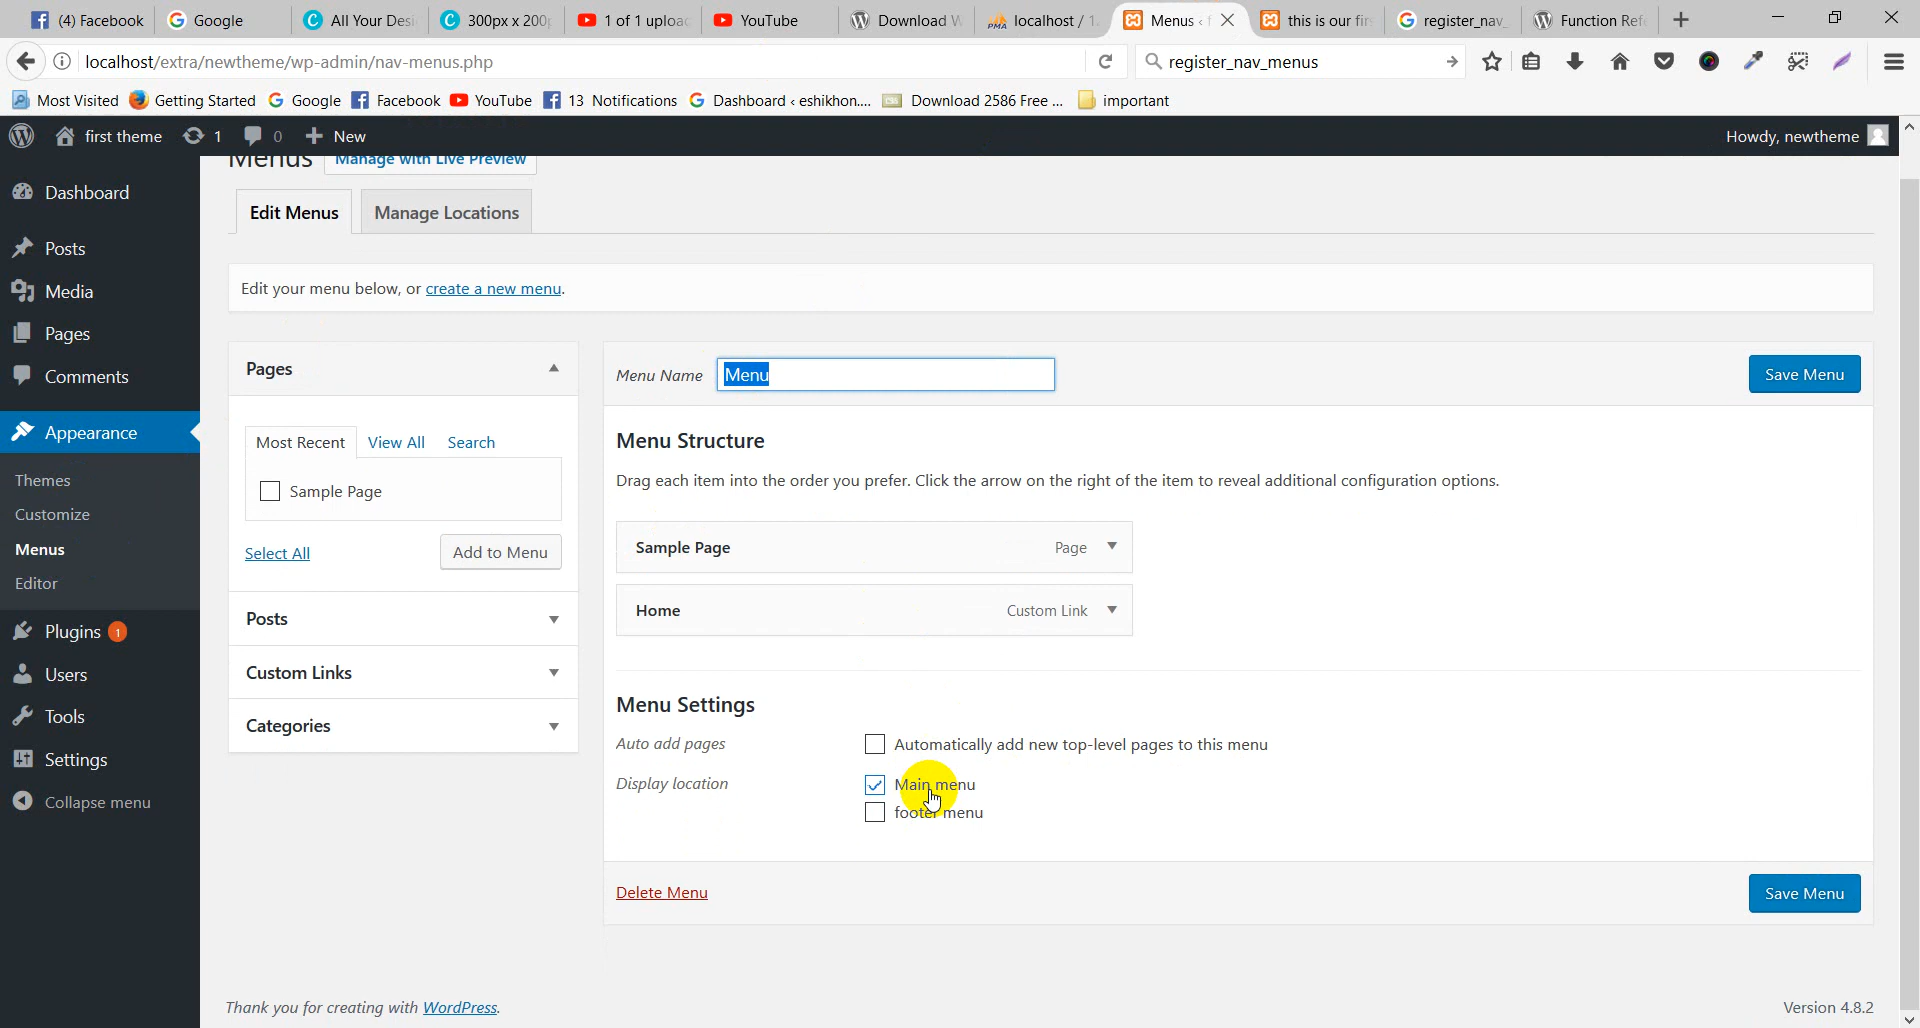 (4) Facebook
Google
All Your Desi
300px x 200p
1 of 1 upload
YouTube
Download W
localhost / 1
Menus ‹ f
this is our fir
register_nav_
Function Refe
localhost/extra/newtheme/wp-admin/nav-menus.php
register_nav_menus
Most Visited
Getting Started
Google
Facebook
YouTube
13 Notifications
Dashboard ‹ eshikhon....
Download 2586 Free ...
important
first theme
1
0
New
Howdy, newtheme
Menus
Manage with Live Preview
Dashboard
Posts
Media
Pages
Comments
Appearance
Themes
Customize
Menus
Editor
Plugins 1
Users
Tools
Settings
Collapse menu
Edit Menus
Manage Locations
Edit your menu below, or create a new menu.
Pages
Most Recent
View All
Search
Sample Page
Select All
Add to Menu
Posts
Custom Links
Categories
Menu Name
Menu
Save Menu
Menu Structure
Drag each item into the order you prefer. Click the arrow on the right of the item to reveal additional configuration options.
Sample Page
Page
Home
Custom Link
Menu Settings
Auto add pages
Automatically add new top-level pages to this menu
Display location
Main menu
footer menu
Delete Menu
Save Menu
Thank you for creating with WordPress.
Version 4.8.2